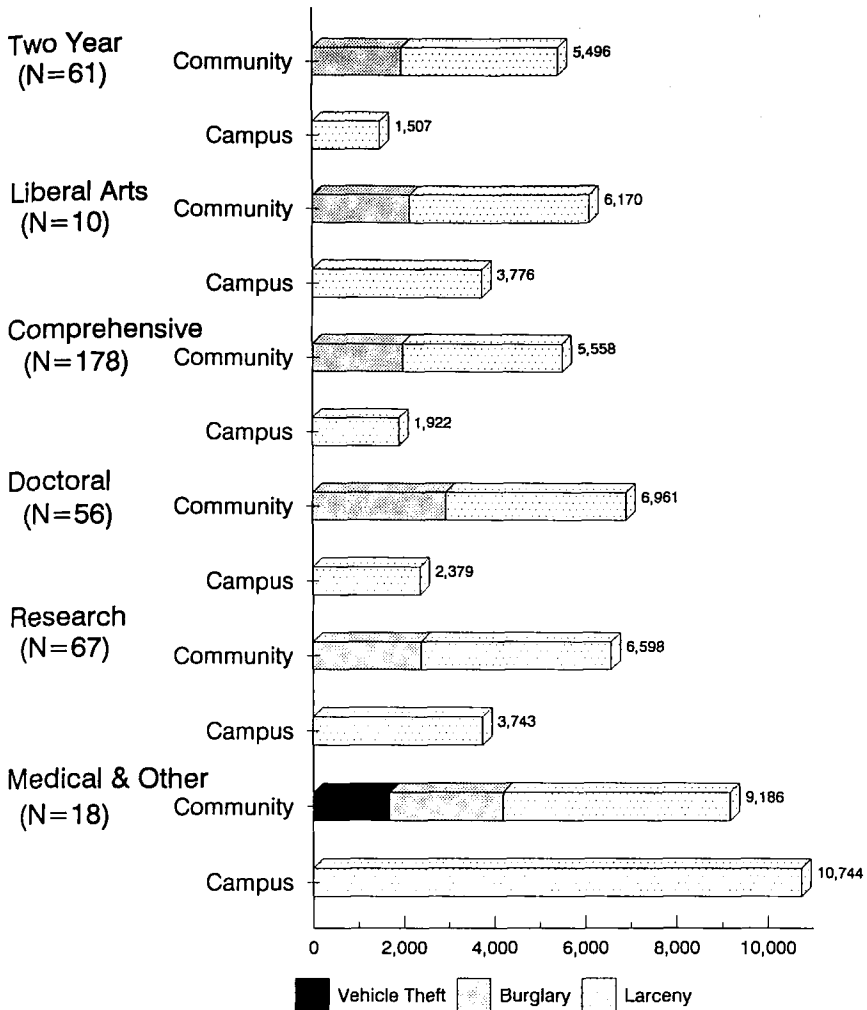 Two Year
(N=61)
Community
5,496
Campus
1,507
Liberal Arts
(N=10)
Community
6,170
Campus
3,776
Comprehensive
(N=178)
Community
5,558
Campus
1,922
Doctoral
(N=56)
Community
6,961
Campus
2,379
Research
(N=67)
Community
6,598
Campus
3,743
Medical & Other
(N=18)
Community
9,186
Campus
10,744
0 2,000 4,000 6,000 8,000 10,000
Vehicle Theft Burglary Larceny